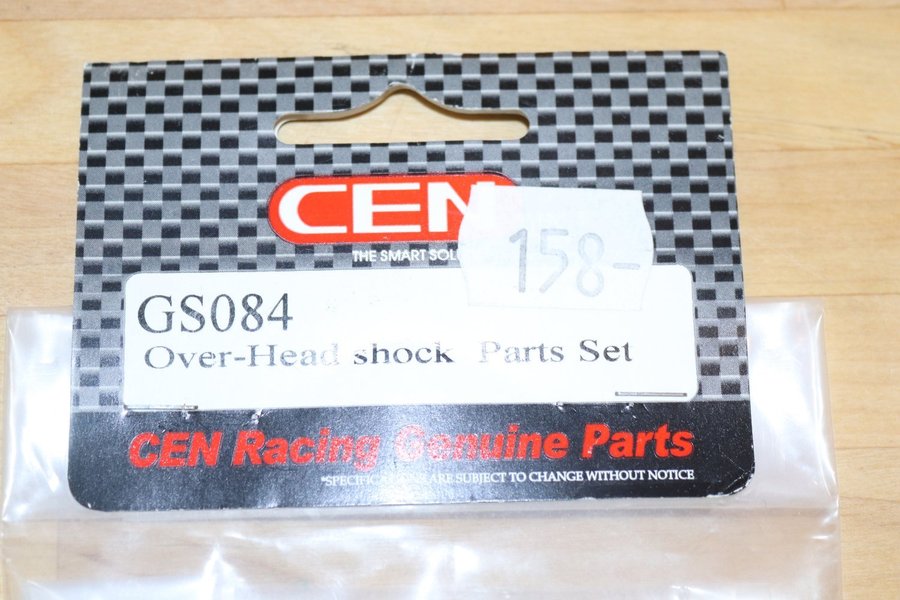 CEN
THE SMART
158-
GS084
Over-Head shock Parts Set
CEN Racing Genuine Parts
ARE SUBJECT TO CHANGE WITHOUT NOTICE